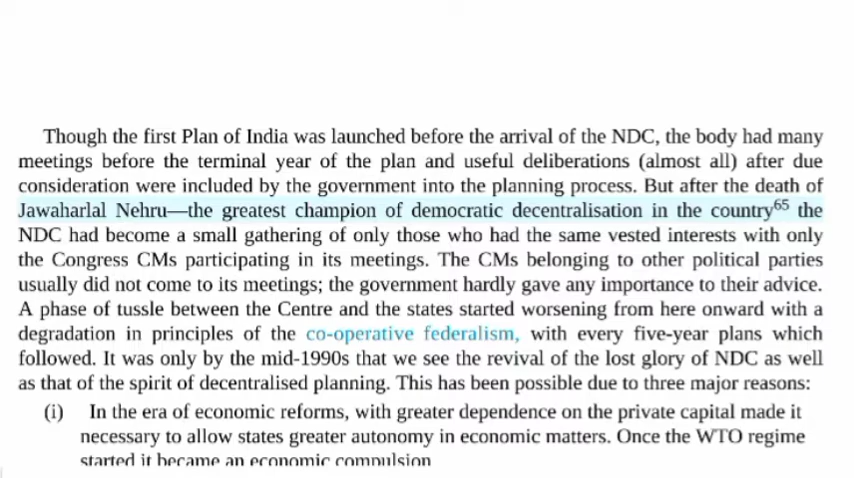 Though the first Plan of India was launched before the arrival of the NDC, the body had many
meetings before the terminal year of the plan and useful deliberations (almost all) after due
consideration were included by the government into the planning process. But after the death of
Jawaharlal Nehru—the greatest champion of democratic decentralisation in the country65 the
NDC had become a small gathering of only those who had the same vested interests with only
the Congress CMs participating in its meetings. The CMs belonging to other political parties
usually did not come to its meetings; the government hardly gave any importance to their advice.
A phase of tussle between the Centre and the states started worsening from here onward with a
degradation in principles of the co-operative federalism, with every five-year plans which
followed. It was only by the mid-1990s that we see the revival of the lost glory of NDC as well
as that of the spirit of decentralised planning. This has been possible due to three major reasons:
(i) In the era of economic reforms, with greater dependence on the private capital made it
necessary to allow states greater autonomy in economic matters. Once the WTO regime
started it became an economic compulsion